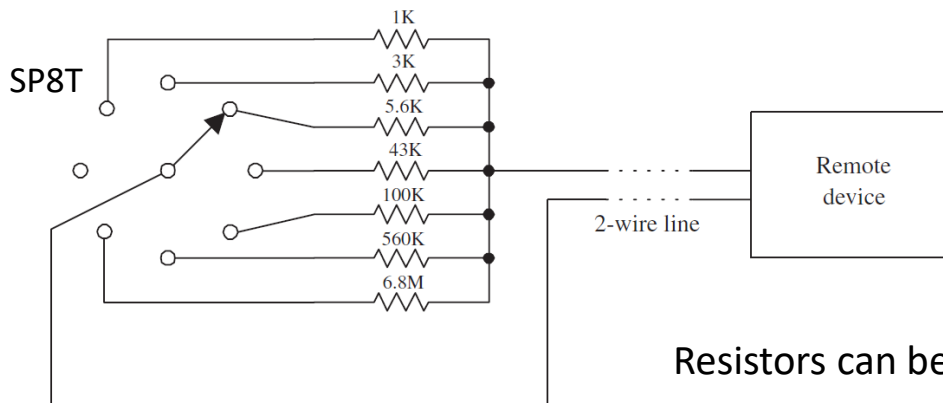 1K
SP8T
3K
5.6K
43K
100K
560K
6.8M
Remote
device
2-wire line
Resistors can be